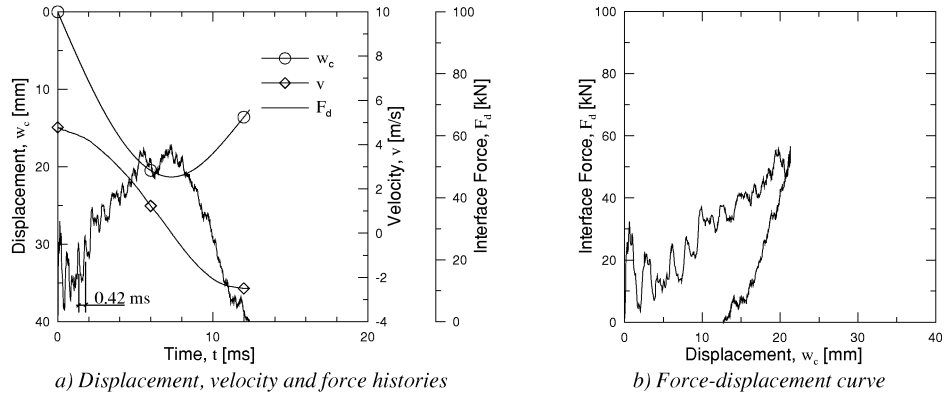 0
10
20
30
40
Displacement, w_c [mm]
0
10
20
Time, t [ms]
0.42 ms
w_c
v
F_d
10
8
6
4
2
0
-2
-4
Velocity, v [m/s]
100
80
60
40
20
0
Interface Force, F_d [kN]
a) Displacement, velocity and force histories
100
80
60
40
20
0
Interface Force, F_d [kN]
0
10
20
30
40
Displacement, w_c [mm]
b) Force-displacement curve